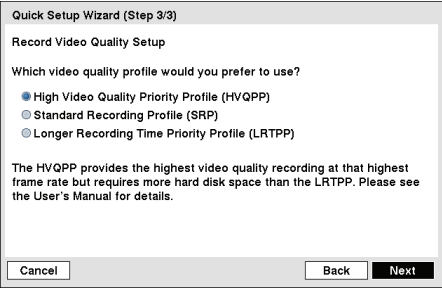 Quick Setup Wizard (Step 3/3)
Record Video Quality Setup
Which video quality profile would you prefer to use?
High Video Quality Priority Profile (HVQPP)
Standard Recording Profile (SRP)
Longer Recording Time Priority Profile (LRTPP)
The HVQPP provides the highest video quality recording at that highest
frame rate but requires more hard disk space than the LRTPP. Please see
the User's Manual for details.
Cancel
Back
Next